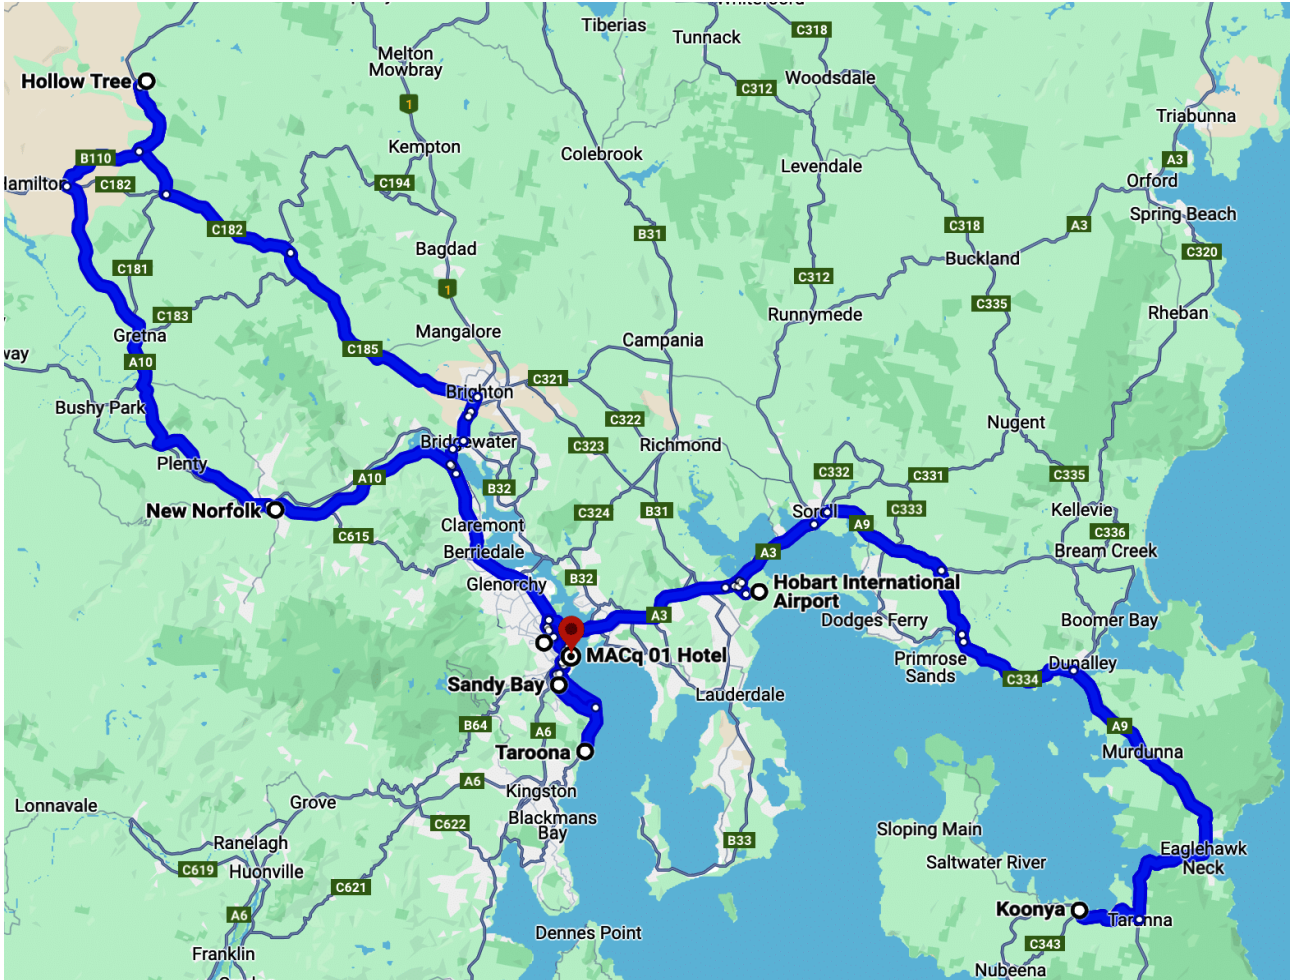 Tiberias
Tunnack
C318
Melton
Mowbray
Woodsdale
Hollow Tree
C312
1
Triabunna
Kempton
Colebrook
A3
B110
Levendale
C182
C194
Orford
Spring Beach
C182
B31
C318
A3
Bagdad
C320
Buckland
C181
C312
1
C335
C183
Runnymede
Rheban
Gretna
Mangalore
Campania
way
C185
A10
C321
Brighton
Bushy Park
C322
Nugent
Bridgewater
C323
Richmond
Plenty
C332
C331
C335
A10
B32
New Norfolk
C324
B31
Sorell
C333
Kellevie
A9
Claremont
C336
C615
A3
Bream Creek
Berriedale
Glenorchy
B32
Hobart International
Airport
A3
Dodges Ferry
Boomer Bay
MACq 01 Hotel
Primrose
Sands
Dunalley
C334
Sandy Bay
Lauderdale
B64
A6
A9
Taroona
Murdunna
A6
Kingston
Lonnavale
Grove
Blackmans
Bay
C622
Sloping Main
Ranelagh
B33
Eaglehawk
Neck
C619
Huonville
Saltwater River
C621
Koonya
A6
Taranna
Dennes Point
C343
Franklin
Nubeena